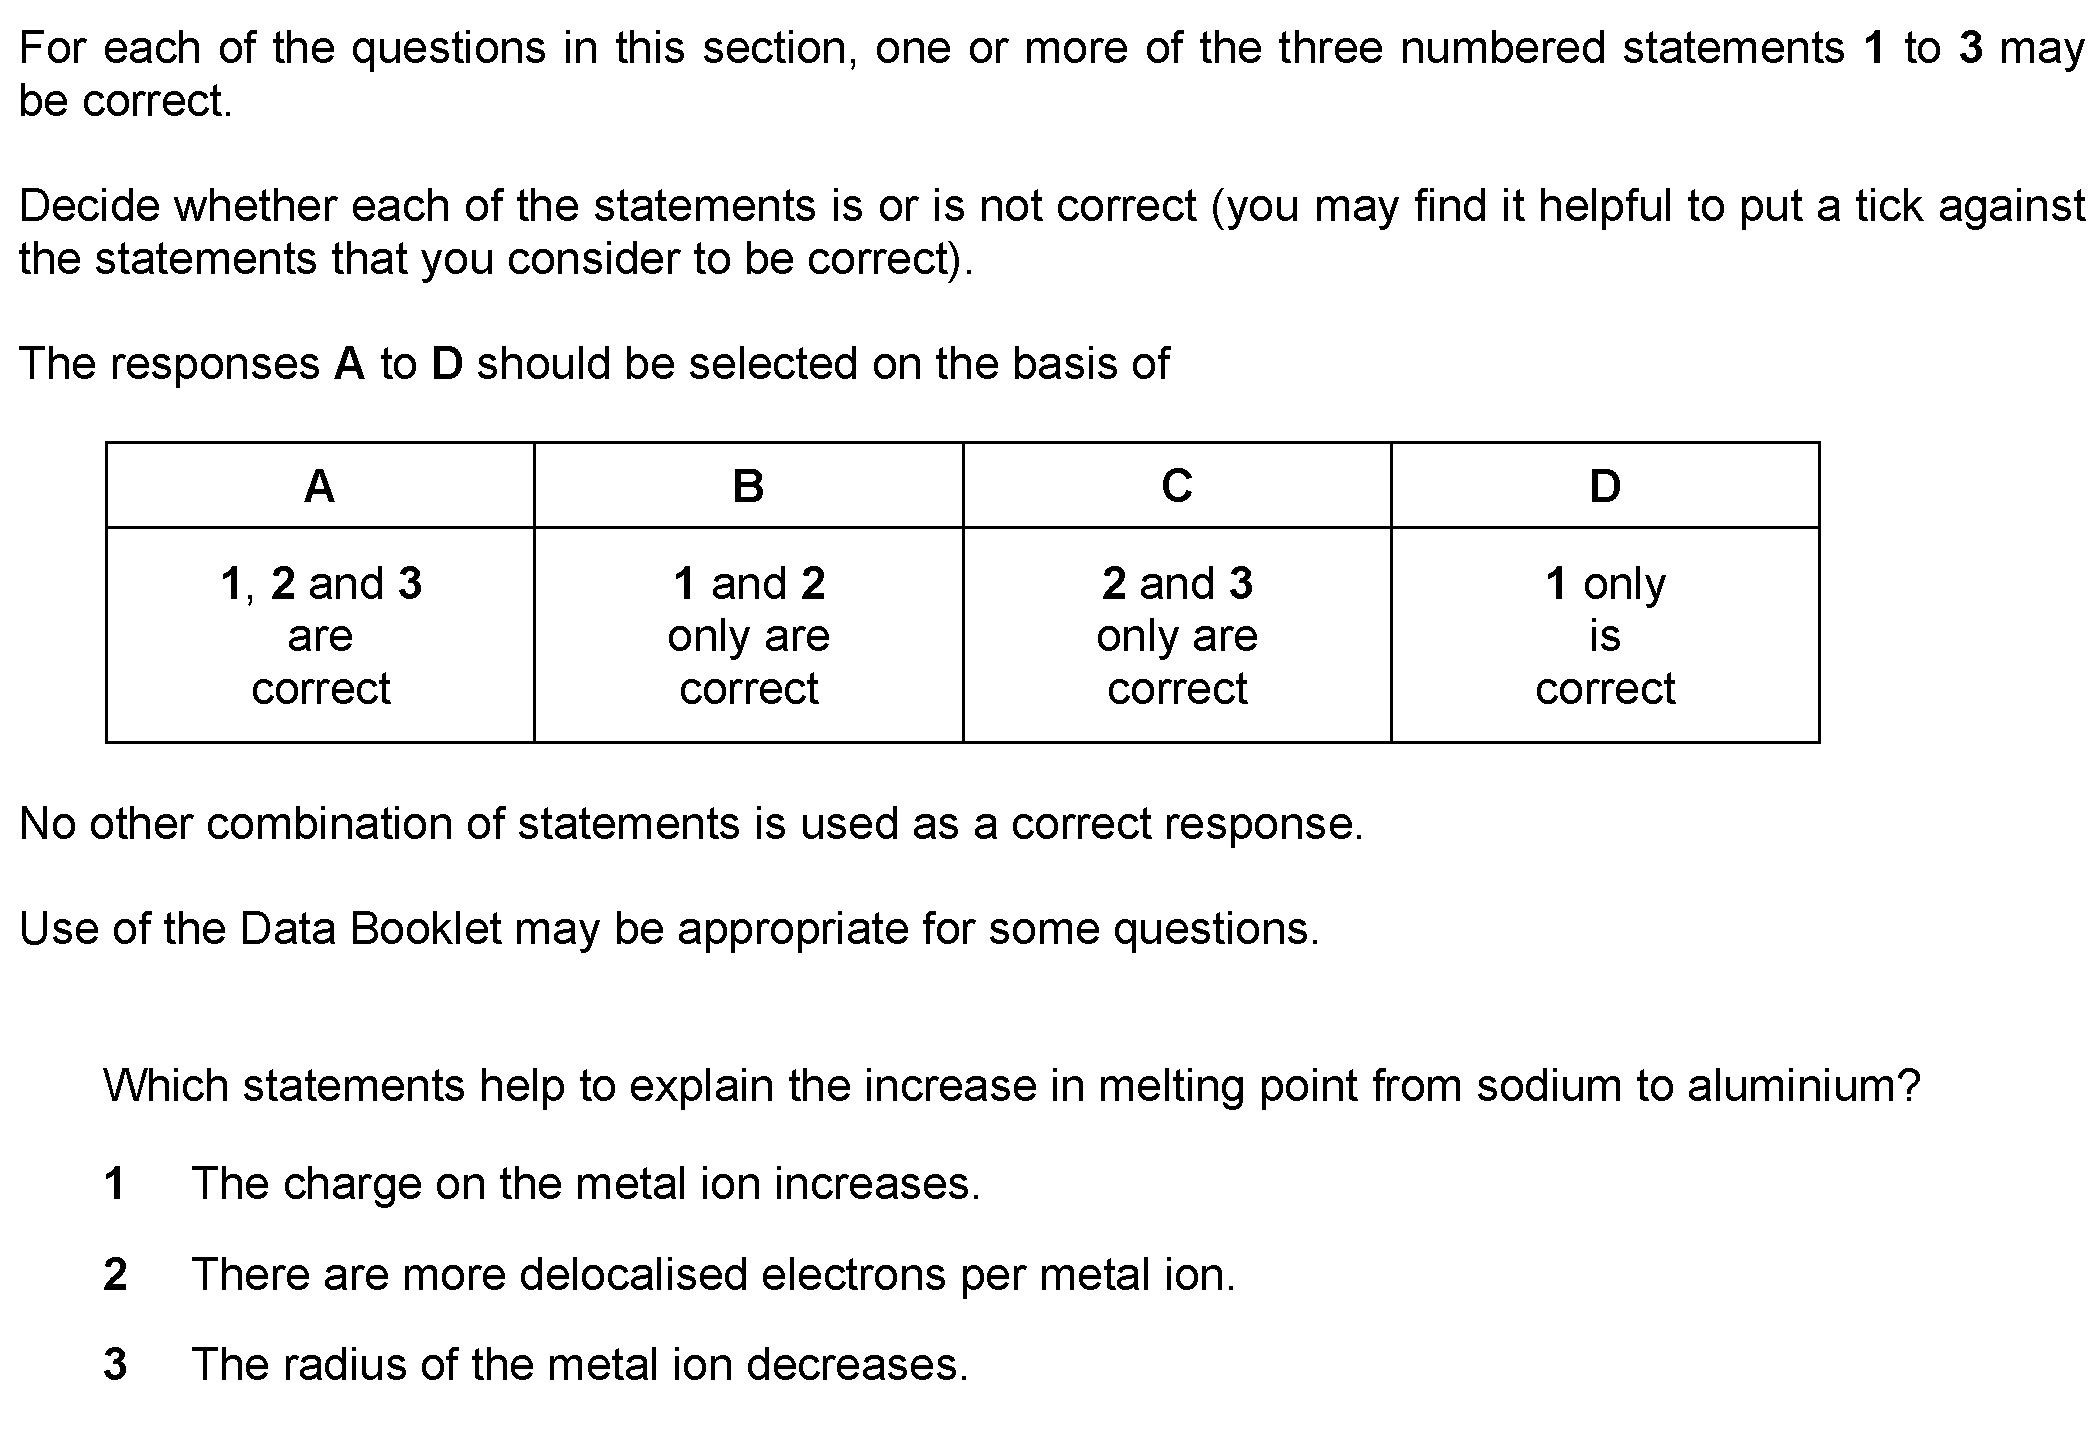 For each of the questions in this section, one or more of the three numbered statements 1 to 3 may
be correct.
Decide whether each of the statements is or is not correct (you may find it helpful to put a tick against
the statements that you consider to be correct).
The responses A to D should be selected on the basis of
A B C D
1, 2 and 3 1 and 2 2 and 3 1 only
are only are only are is
correct correct correct correct
No other combination of statements is used as a correct response.
Use of the Data Booklet may be appropriate for some questions.
Which statements help to explain the increase in melting point from sodium to aluminium?
1 The charge on the metal ion increases.
2 There are more delocalised electrons per metal ion.
3 The radius of the metal ion decreases.